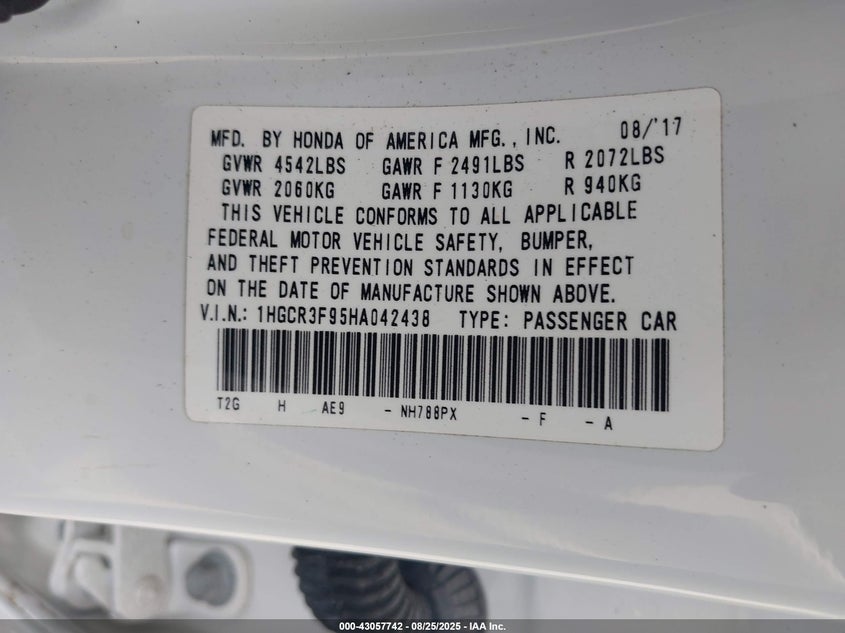 MFD. BY HONDA OF AMERICA MFG., INC. 08/'17
GVWR 4542LBS GAWR F 2491LBS R 2072LBS
GVWR 2060KG GAWR F 1130KG R 940KG
THIS VEHICLE CONFORMS TO ALL APPLICABLE
FEDERAL MOTOR VEHICLE SAFETY, BUMPER,
AND THEFT PREVENTION STANDARDS IN EFFECT
ON THE DATE OF MANUFACTURE SHOWN ABOVE.
V.I.N.: 1HGCR3F95HA042438 TYPE: PASSENGER CAR
T2G H AE9 - NH788PX - F - A
000-43057742 - 08/25/2025 - IAA Inc.